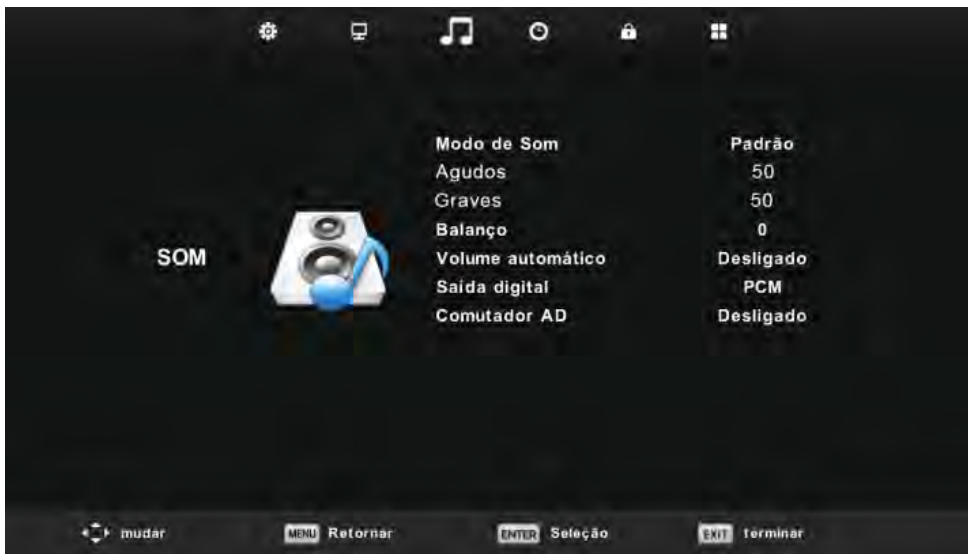 Modo de Som Padrão
Agudos 50
Graves 50
Balanço 0
SOM
Volume automático Desligado
Saída digital PCM
Comutador AD Desligado
mudar MENU Retornar ENTER Seleção EXIT terminar